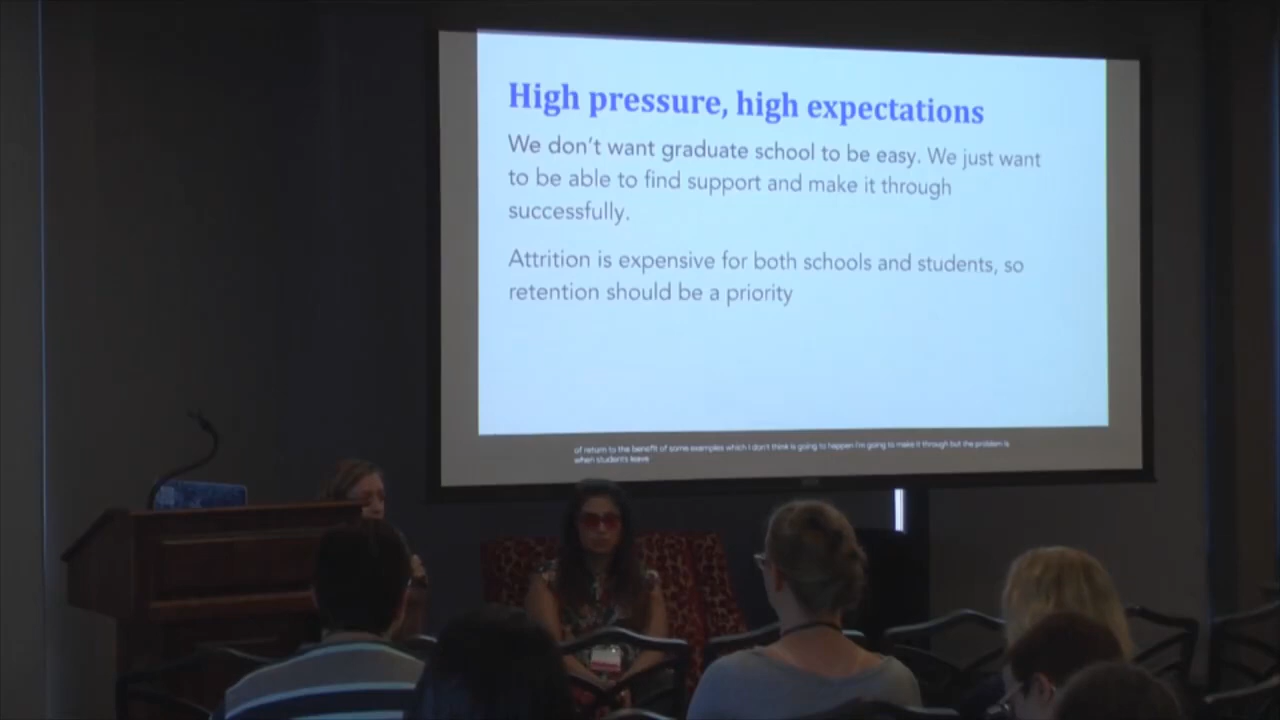 High pressure, high expectations
We don't want graduate school to be easy. We just want
to be able to find support and make it through
successfully.
Attrition is expensive for both schools and students, so
retention should be a priority
of return to the benefit of some examples which I don't think is going to happen I'm going to make it through but the problem is
when students leave